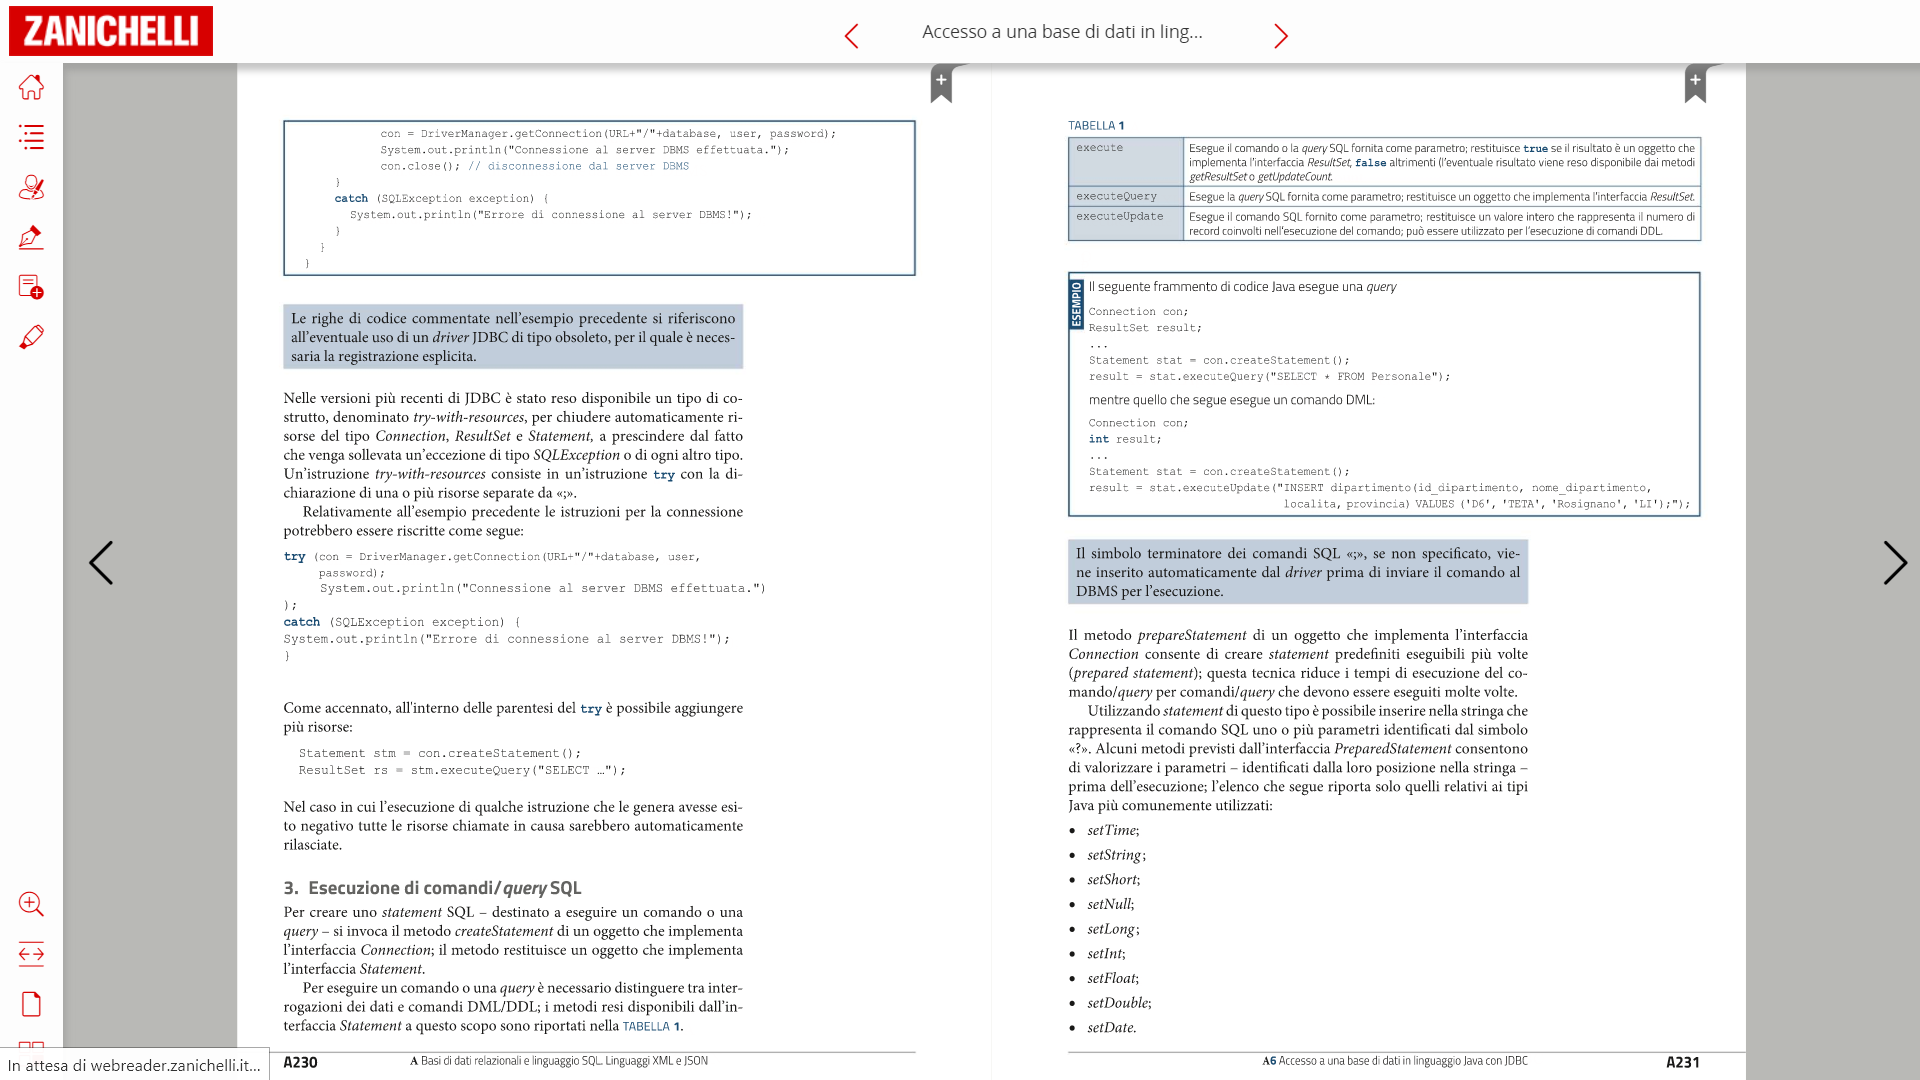 ZANICHELLI
Accesso a una base di dati in ling...
con = DriverManager.getConnection(URL+"/"+database, user, password);
System.out.println("Connessione al server DBMS effettuata.");
con.close(); // disconnessione dal server DBMS
}
catch (SQLException exception) {
System.out.println("Errore di connessione al server DBMS!");
}
}
}
Le righe di codice commentate nell'esempio precedente si riferiscono
all'eventuale uso di un driver JDBC di tipo obsoleto, per il quale è neces-
saria la registrazione esplicita.
Nelle versioni più recenti di JDBC è stato reso disponibile un tipo di co-
strutto, denominato try-with-resources, per chiudere automaticamente ri-
sorse del tipo Connection, ResultSet e Statement, a prescindere dal fatto
che venga sollevata un'eccezione di tipo SQLException o di ogni altro tipo.
Un'istruzione try-with-resources consiste in un'istruzione try con la di-
chiarazione di una o più risorse separate da «;».
Relativamente all'esempio precedente le istruzioni per la connessione
potrebbero essere riscritte come segue:
try (con = DriverManager.getConnection(URL+"/"+database, user,
password);
System.out.println("Connessione al server DBMS effettuata.")
);
catch (SQLException exception) {
System.out.println("Errore di connessione al server DBMS!");
}
Come accennato, all'interno delle parentesi del try è possibile aggiungere
più risorse:
Statement stm = con.createStatement();
ResultSet rs = stm.executeQuery("SELECT …");
Nel caso in cui l'esecuzione di qualche istruzione che le genera avesse esi-
to negativo tutte le risorse chiamate in causa sarebbero automaticamente
rilasciate.
3. Esecuzione di comandi/query SQL
Per creare uno statement SQL – destinato a eseguire un comando o una
query – si invoca il metodo createStatement di un oggetto che implementa
l'interfaccia Connection; il metodo restituisce un oggetto che implementa
l'interfaccia Statement.
Per eseguire un comando o una query è necessario distinguere tra inter-
rogazioni dei dati e comandi DML/DDL; i metodi resi disponibili dall'in-
terfaccia Statement a questo scopo sono riportati nella TABELLA 1.
A230
A Basi di dati relazionali e linguaggio SQL. Linguaggi XML e JSON
TABELLA 1
execute
Esegue il comando o la query SQL fornita come parametro; restituisce true se il risultato è un oggetto che
implementa l'interfaccia ResultSet, false altrimenti (l'eventuale risultato viene reso disponibile dai metodi
getResultSet o getUpdateCount.
executeQuery
Esegue la query SQL fornita come parametro; restituisce un oggetto che implementa l'interfaccia ResultSet.
executeUpdate
Esegue il comando SQL fornito come parametro; restituisce un valore intero che rappresenta il numero di
record coinvolti nell'esecuzione del comando; può essere utilizzato per l'esecuzione di comandi DDL.
ESEMPIO
Il seguente frammento di codice Java esegue una query
Connection con;
ResultSet result;
...
Statement stat = con.createStatement();
result = stat.executeQuery("SELECT * FROM Personale");
mentre quello che segue esegue un comando DML:
Connection con;
int result;
...
Statement stat = con.createStatement();
result = stat.executeUpdate("INSERT dipartimento(id_dipartimento, nome_dipartimento,
localita, provincia) VALUES ('D6', 'TETA', 'Rosignano', 'LI');");
Il simbolo terminatore dei comandi SQL «;», se non specificato, vie-
ne inserito automaticamente dal driver prima di inviare il comando al
DBMS per l'esecuzione.
Il metodo prepareStatement di un oggetto che implementa l'interfaccia
Connection consente di creare statement predefiniti eseguibili più volte
(prepared statement); questa tecnica riduce i tempi di esecuzione del co-
mando/query per comandi/query che devono essere eseguiti molte volte.
Utilizzando statement di questo tipo è possibile inserire nella stringa che
rappresenta il comando SQL uno o più parametri identificati dal simbolo
«?». Alcuni metodi previsti dall'interfaccia PreparedStatement consentono
di valorizzare i parametri – identificati dalla loro posizione nella stringa –
prima dell'esecuzione; l'elenco che segue riporta solo quelli relativi ai tipi
Java più comunemente utilizzati:
• setTime;
• setString;
• setShort;
• setNull;
• setLong;
• setInt;
• setFloat;
• setDouble;
• setDate.
A6 Accesso a una base di dati in linguaggio Java con JDBC
A231
In attesa di webreader.zanichelli.it...